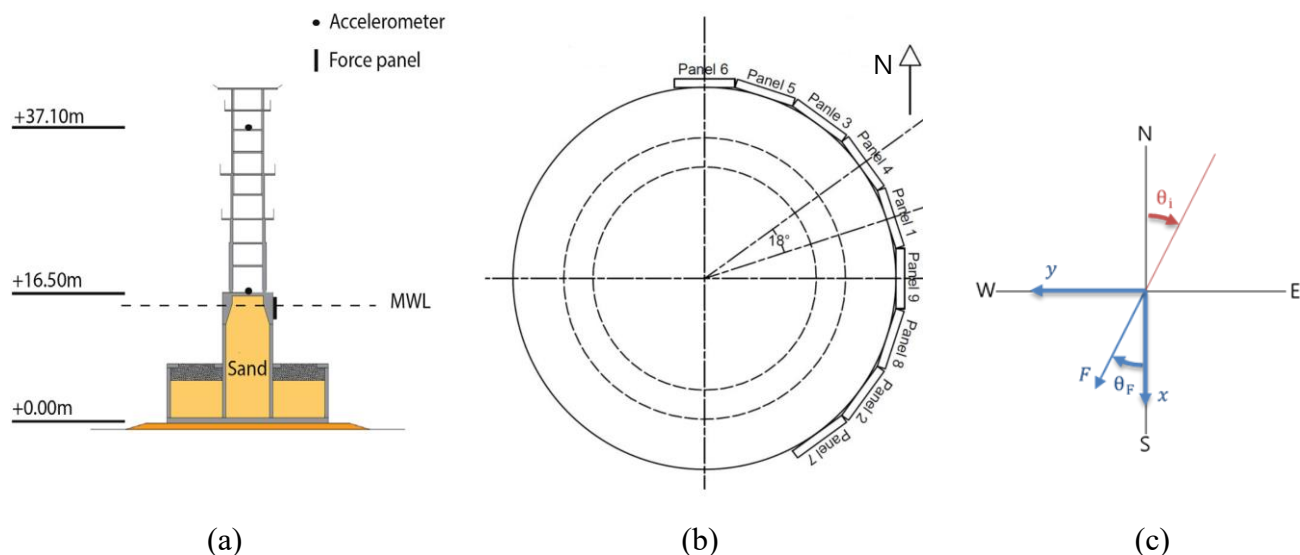 • Accelerometer
Force panel
+37.10m
+16.50m
MWL
Sand
+0.00m
(a)
N
Panel 6
Panel 5
Panle 3
Panel 4
Panel 1
18°
Panel 9
Panel 8
Panel 2
Panel 7
(b)
N
θi
y
W
E
F
θF
x
S
(c)